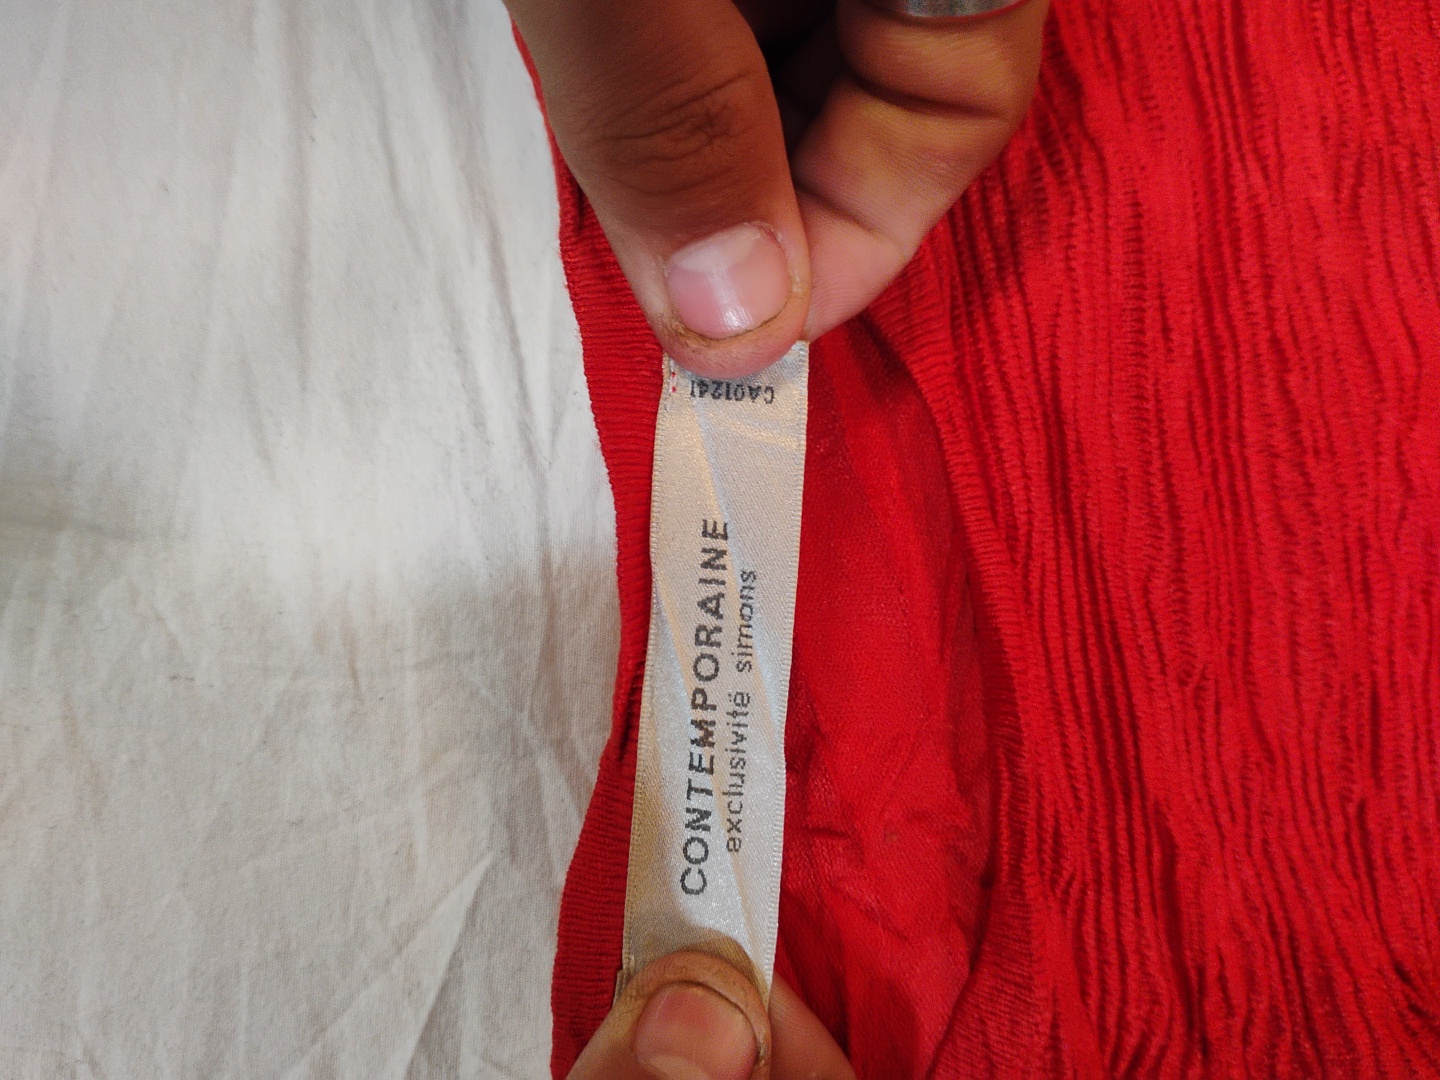 CA01241
CONTEMPORAINE
exclusivité simons